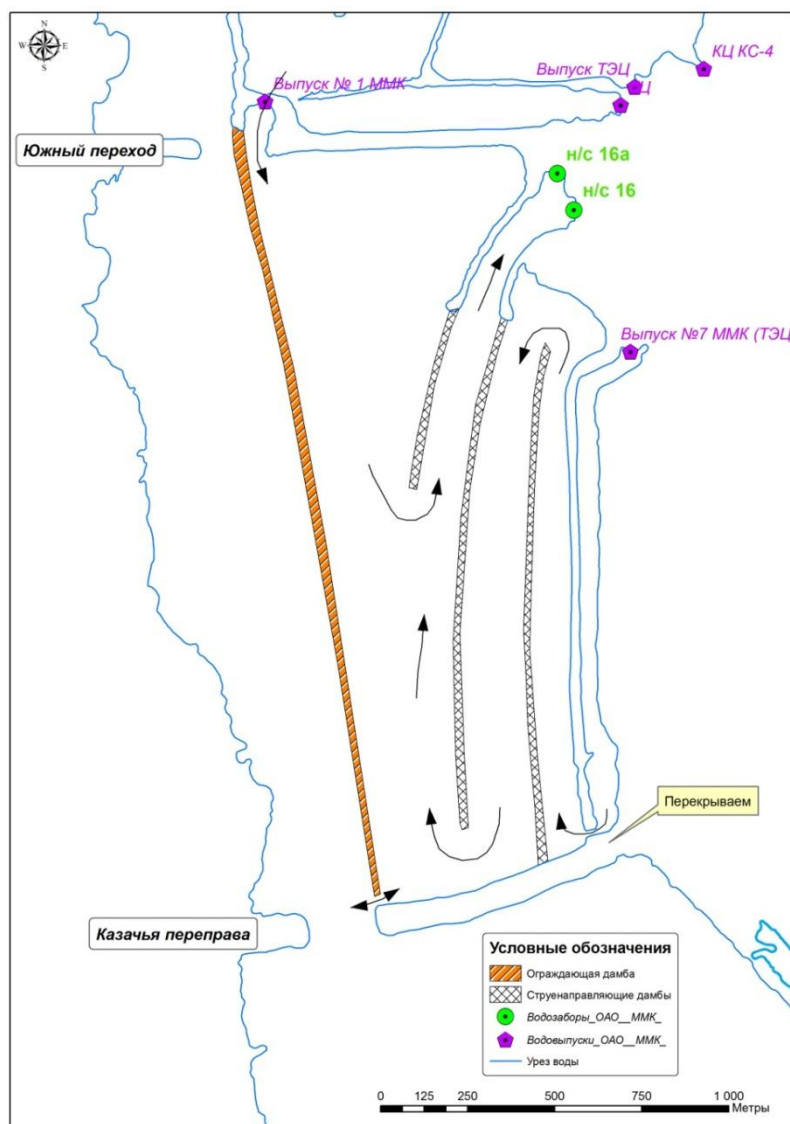 N
W E
S
КЦ КС-4
Выпуск ТЭЦ
Ц
Выпуск № 1 ММК
Южный переход
н/с 16а
н/с 16
Выпуск №7 ММК (ТЭЦ
Перекрываем
Казачья переправа
Условные обозначения
Ограждающая дамба
Струенаправляющие дамбы
Водозаборы_ОАО__ММК_
Водовыпуски_ОАО__ММК_
Урез воды
0 125 250 500 750 1 000
Метры